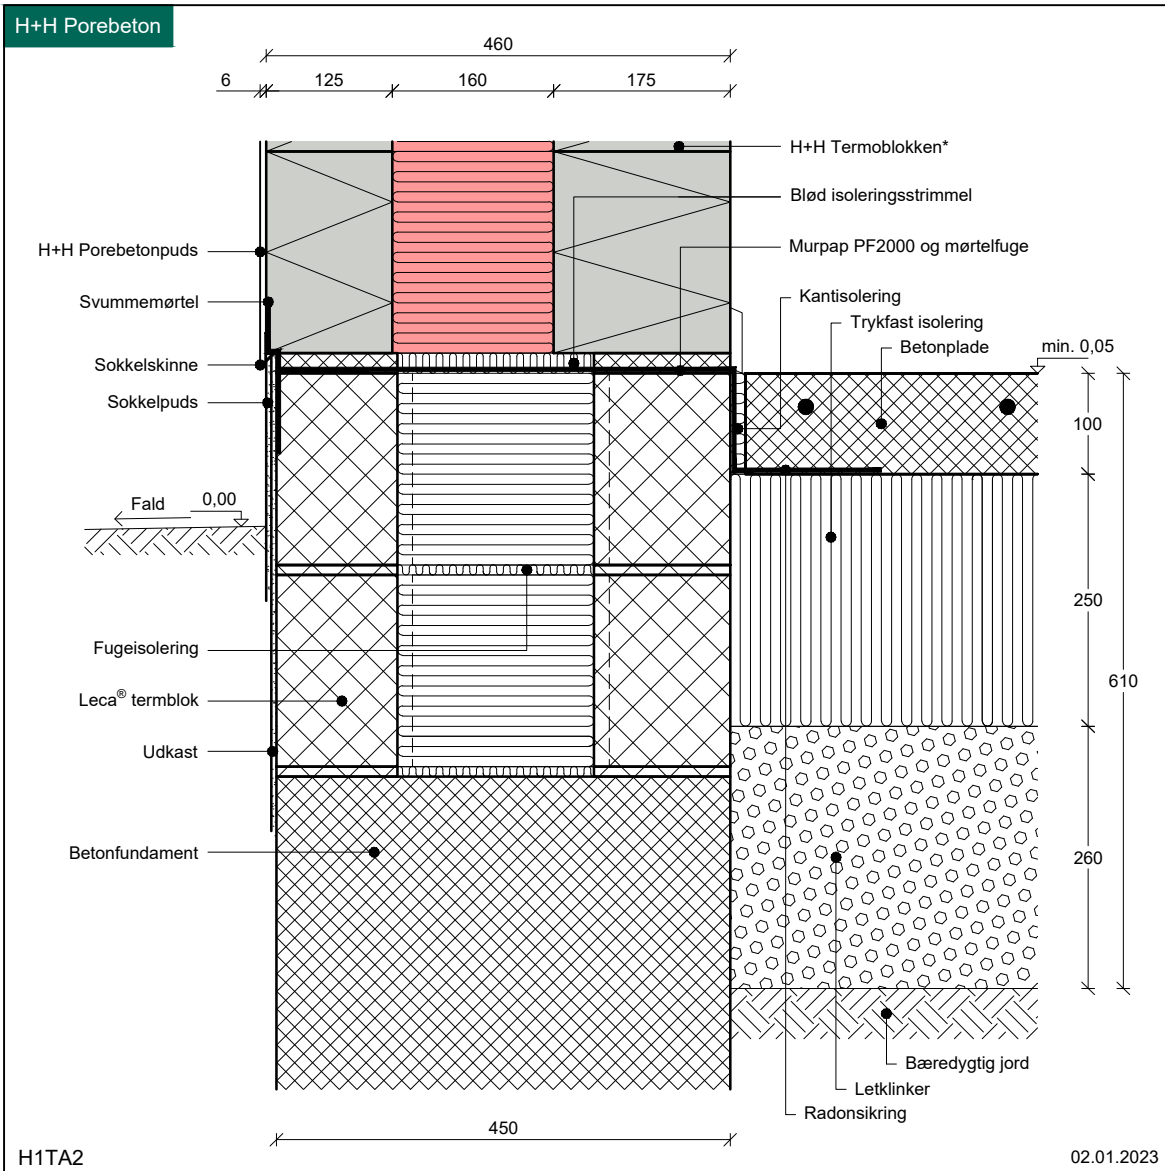 H+H Porebeton
460
6
125
160
175
H+H Termoblokken*
Blød isoleringsstrimmel
H+H Porebetonpuds
Murpap PF2000 og mørtelfuge
Svummemørtel
Kantisolering
Trykfast isolering
Betonplade
min. 0,05
Sokkelskinne
Sokkelpuds
100
Fald
0,00
250
Fugeisolering
610
Leca® termblok
Udkast
Betonfundament
260
Bæredygtig jord
Letklinker
Radonsikring
450
H1TA2
02.01.2023